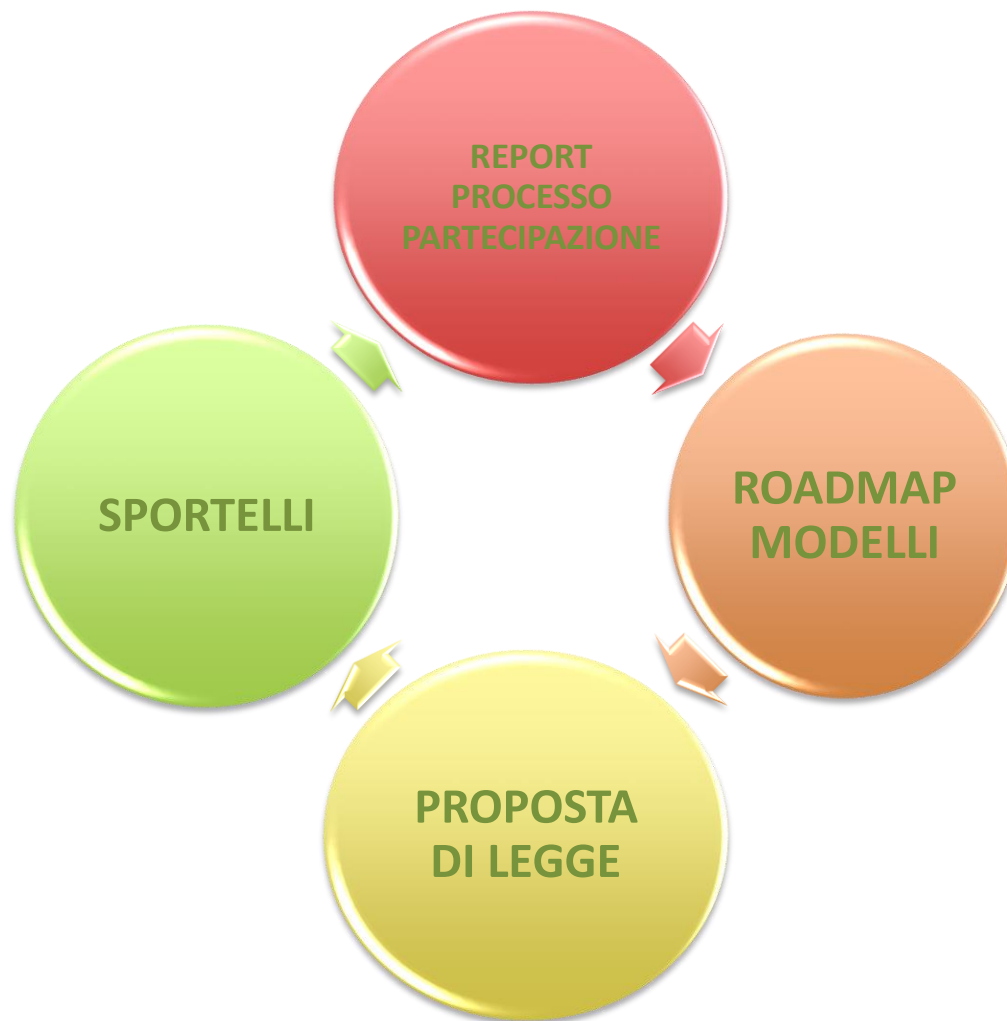 REPORT
PROCESSO
PARTECIPAZIONE
ROADMAP
MODELLI
PROPOSTA
DI LEGGE
SPORTELLI